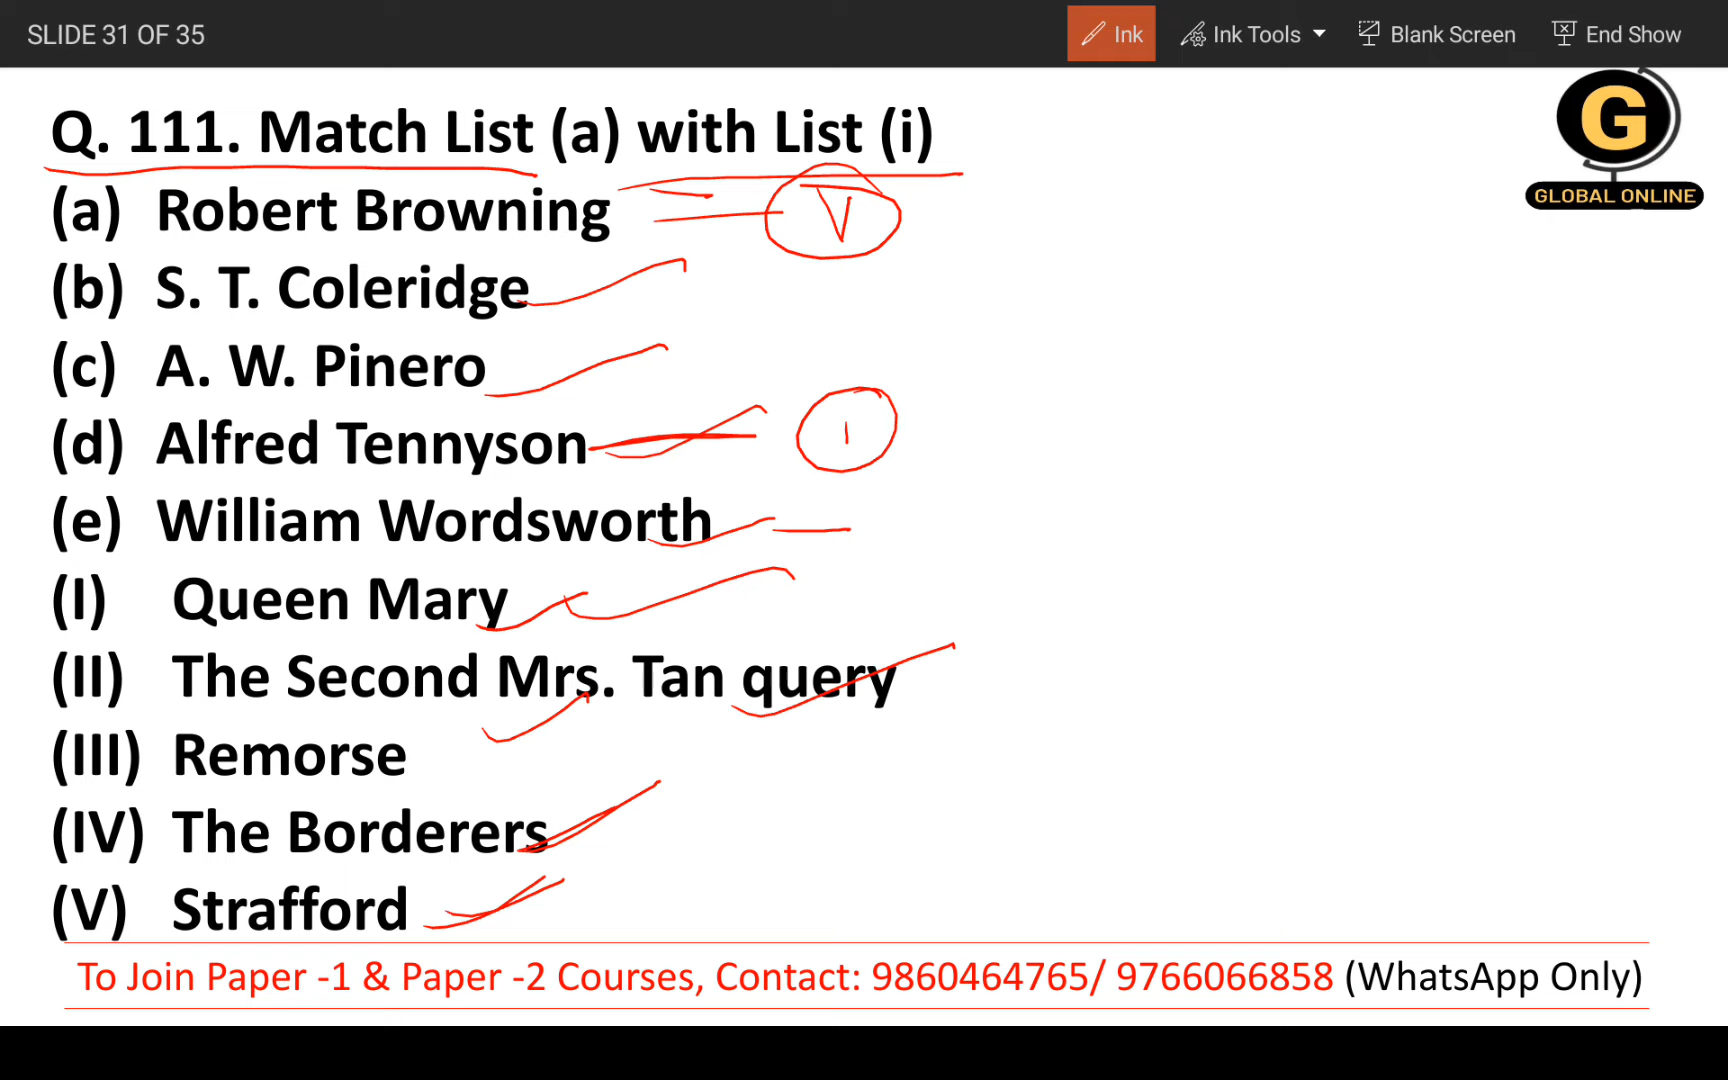 SLIDE 31 OF 35 Ink Ink Tools Blank Screen End Show
G
GLOBAL ONLINE
Q. 111. Match List (a) with List (i)
(a) Robert Browning V
(b) S. T. Coleridge
(c) A. W. Pinero
(d) Alfred Tennyson I
(e) William Wordsworth
(I) Queen Mary
(II) The Second Mrs. Tan query
(III) Remorse
(IV) The Borderers
(V) Strafford
To Join Paper -1 & Paper -2 Courses, Contact: 9860464765/ 9766066858 (WhatsApp Only)